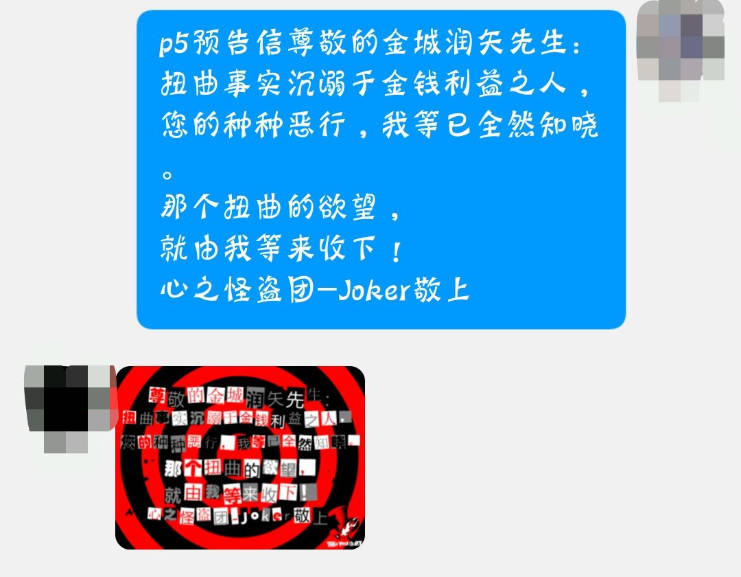 p5预告信尊敬的金城润矢先生：
扭曲事实沉溺于金钱利益之人，
您的种种恶行，我等已全然知晓
。
那个扭曲的欲望，
就由我等来收下！
心之怪盗团-Joker敬上
尊敬的金城润矢先生：
扭曲事实沉溺于金钱利益之人，
您的种种恶行，我等已全然知晓。
那个扭曲的欲望，
就由我等来收下！
心之怪盗团-joker敬上